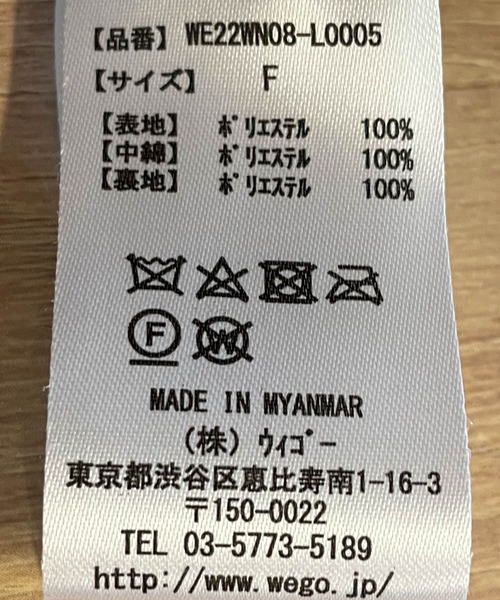 【品番】 WE22WN08-L0005
【サイズ】 F
【表地】 ﾎﾟﾘｴｽﾃﾙ 100%
【中綿】 ﾎﾟﾘｴｽﾃﾙ 100%
【裏地】 ﾎﾟﾘｴｽﾃﾙ 100%
F W
MADE IN MYANMAR
（株）ｳｨｺﾞｰ
東京都渋谷区恵比寿南1-16-3
〒150-0022
TEL 03-5773-5189
http://www.wego.jp/